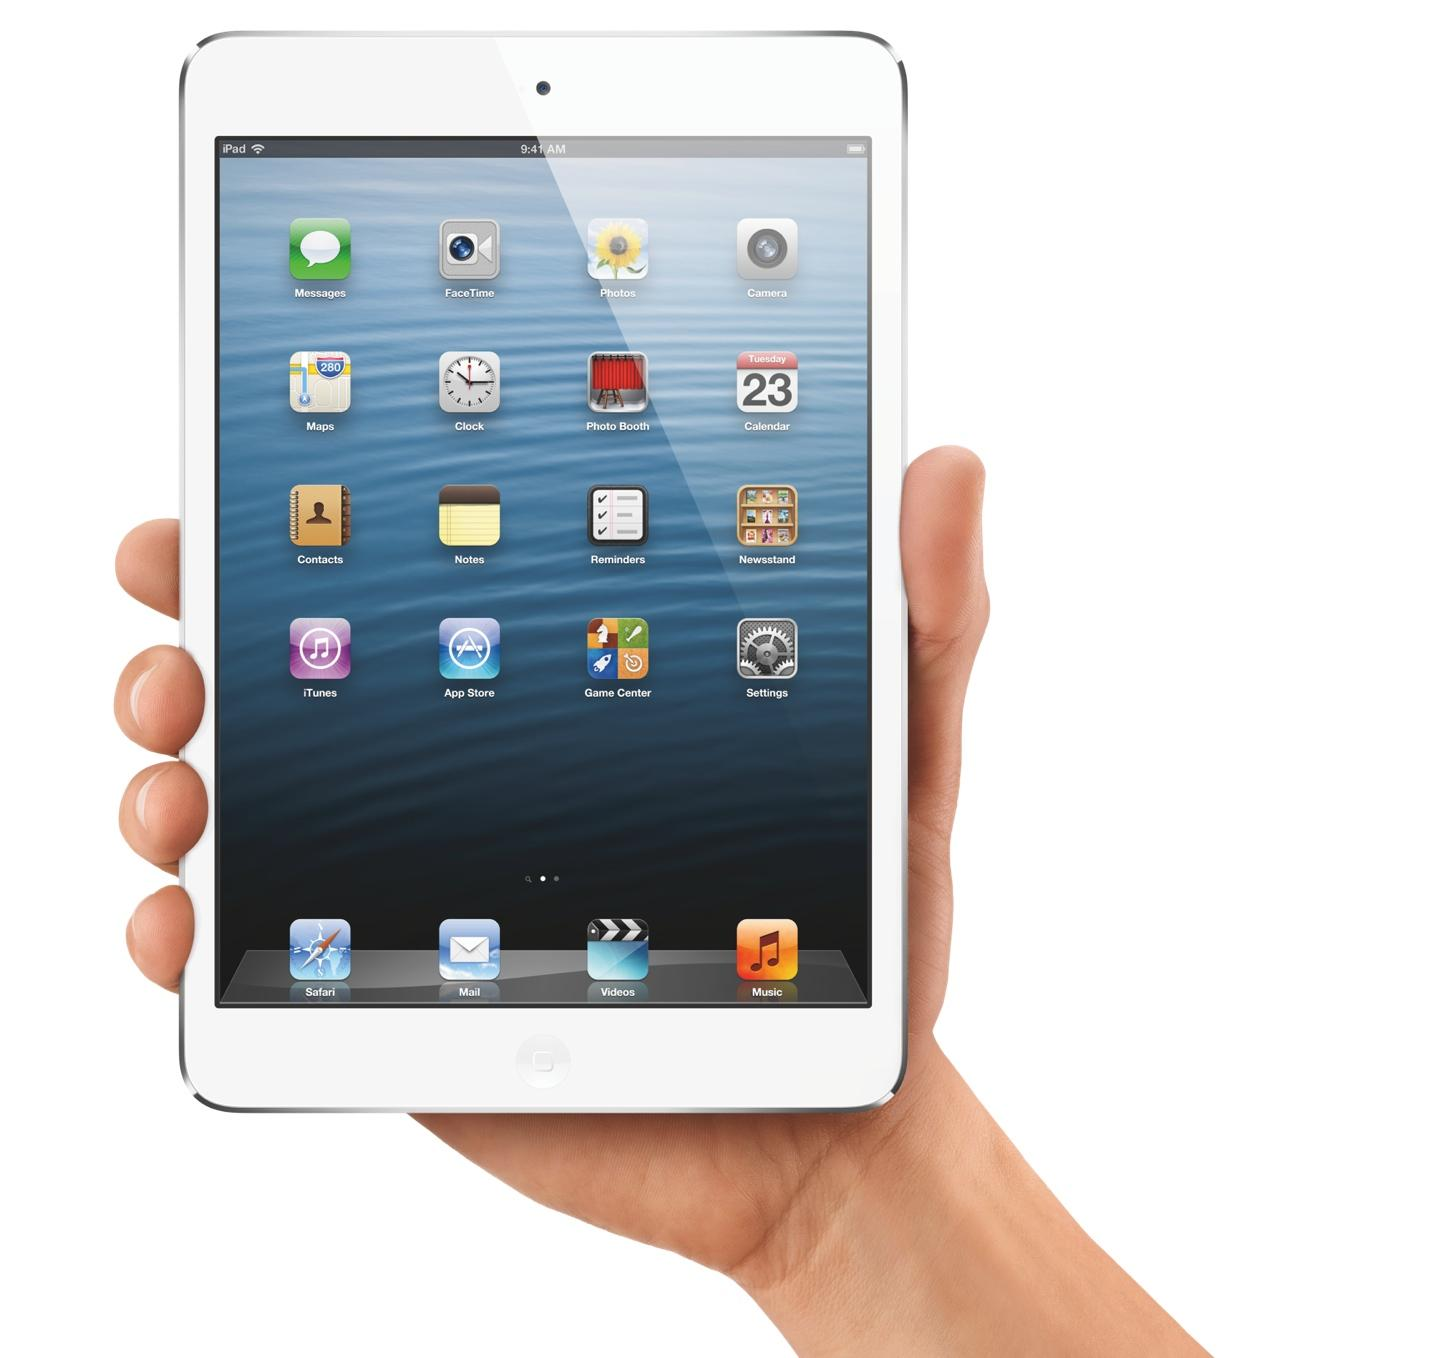 iPad 9:41 AM
Messages FaceTime Photos Camera
280 Tuesday
23
Maps Clock Photo Booth Calendar
Contacts Notes Reminders Newsstand
iTunes App Store Game Center Settings
Safari Mail Videos Music